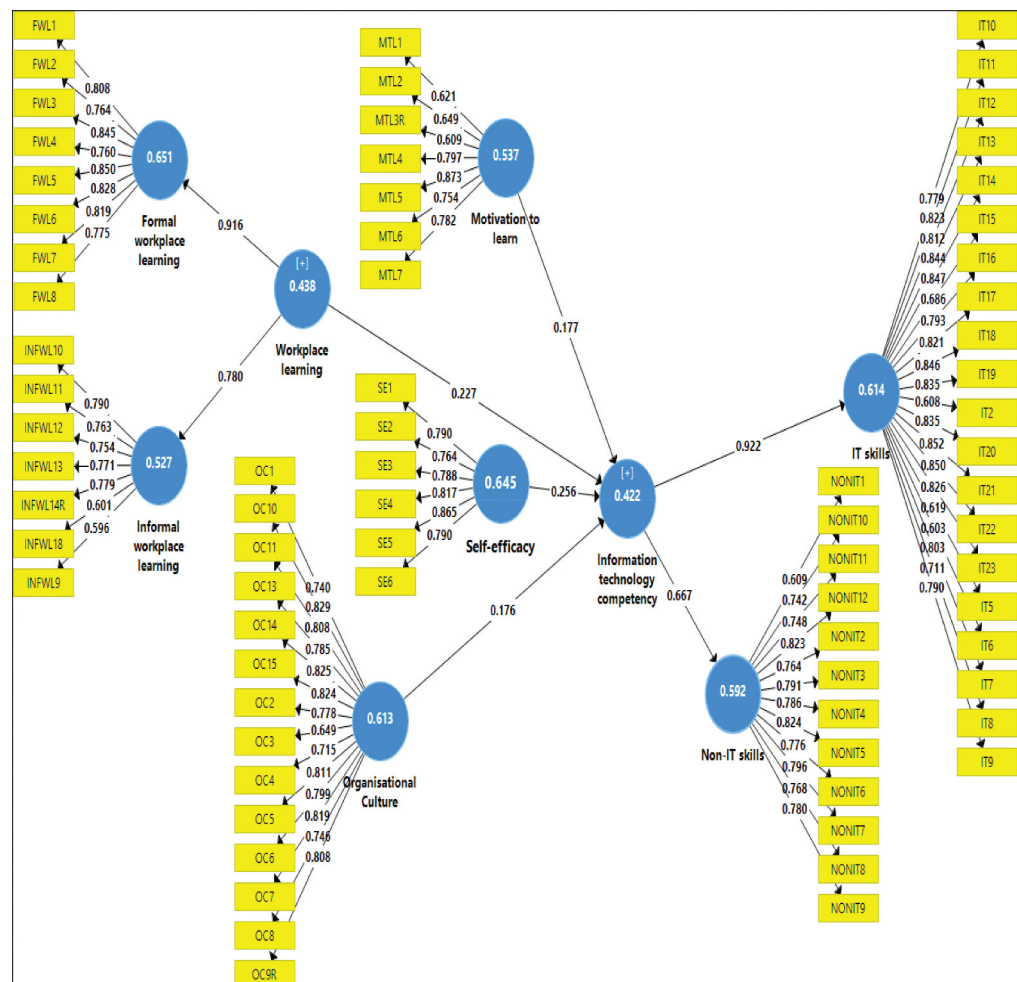 FWL1
FWL2
FWL3
FWL4
FWL5
FWL6
FWL7
FWL8
0.808
0.764
0.845
0.760
0.850
0.828
0.819
0.775
0.651
Formal
workplace
learning
0.916
[+]
0.438
Workplace
learning
0.780
INFWL10
INFWL11
INFWL12
INFWL13
INFWL14R
INFWL18
INFWL9
0.790
0.763
0.754
0.771
0.779
0.601
0.596
0.527
Informal
workplace
learning
MTL1
MTL2
MTL3R
MTL4
MTL5
MTL6
MTL7
0.621
0.649
0.609
0.797
0.873
0.754
0.782
0.537
Motivation to
learn
0.177
0.227
SE1
SE2
SE3
SE4
SE5
SE6
0.790
0.764
0.788
0.817
0.865
0.790
0.645
Self-efficacy
0.256
OC1
OC10
OC11
OC13
OC14
OC15
OC2
OC3
OC4
OC5
OC6
OC7
OC8
OC9R
0.740
0.829
0.808
0.785
0.825
0.824
0.778
0.649
0.715
0.811
0.799
0.819
0.746
0.808
0.613
Organisational
Culture
0.176
[+]
0.422
Information
technology
competency
0.922
0.667
0.614
IT skills
0.779
0.823
0.812
0.844
0.847
0.686
0.793
0.821
0.846
0.835
0.608
0.835
0.852
0.850
0.826
0.619
0.603
0.803
0.711
0.790
IT10
IT11
IT12
IT13
IT14
IT15
IT16
IT17
IT18
IT19
IT2
IT20
IT21
IT22
IT23
IT5
IT6
IT7
IT8
IT9
0.592
Non-IT skills
0.609
0.742
0.748
0.823
0.764
0.791
0.786
0.824
0.776
0.796
0.768
0.780
NONIT1
NONIT10
NONIT11
NONIT12
NONIT2
NONIT3
NONIT4
NONIT5
NONIT6
NONIT7
NONIT8
NONIT9